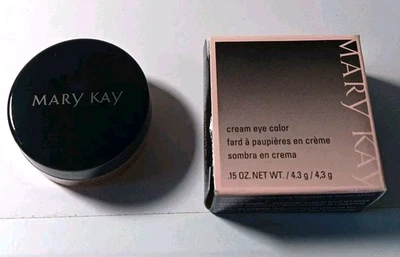 MARY KAY
MARY KAY
cream eye color
fard à paupières en crème
sombra en crema
.15 OZ. NET WT. / 4.3 g / 4,3 g